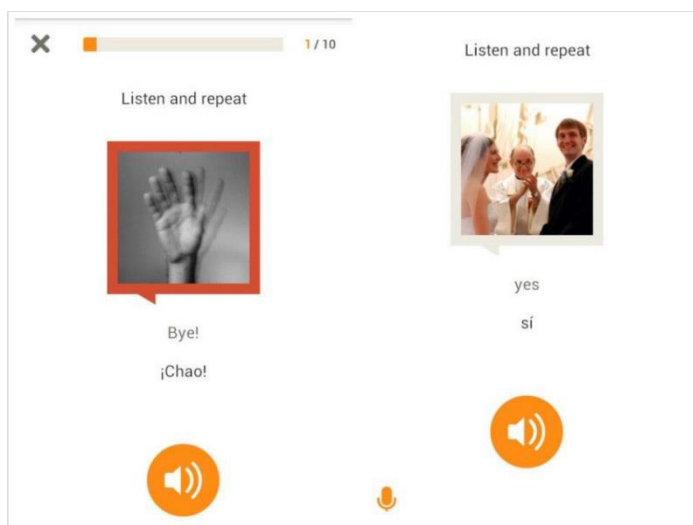 1 / 10
Listen and repeat
Bye!
¡Chao!
Listen and repeat
yes
sí